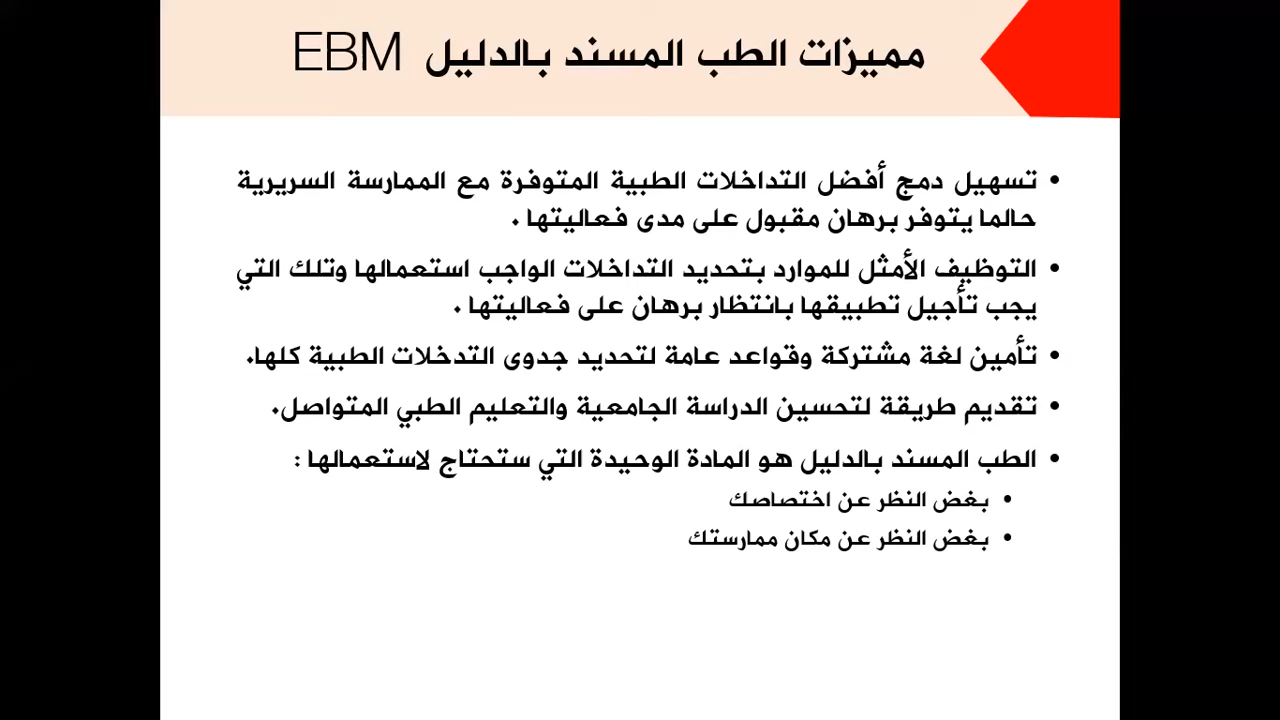 مميزات الطب المسند بالدليل EBM
• تسهيل دمج أفضل التداخلات الطبية المتوفرة مع الممارسة السريرية
حالما يتوفر برهان مقبول على مدى فعاليتها .
• التوظيف الأمثل للموارد بتحديد التداخلات الواجب استعمالها وتلك التي
يجب تأجيل تطبيقها بانتظار برهان على فعاليتها .
• تأمين لغة مشتركة وقواعد عامة لتحديد جدوى التدخلات الطبية كلها.
• تقديم طريقة لتحسين الدراسة الجامعية والتعليم الطبي المتواصل.
• الطب المسند بالدليل هو المادة الوحيدة التي ستحتاج لاستعمالها :
• بغض النظر عن اختصاصك
• بغض النظر عن مكان ممارستك